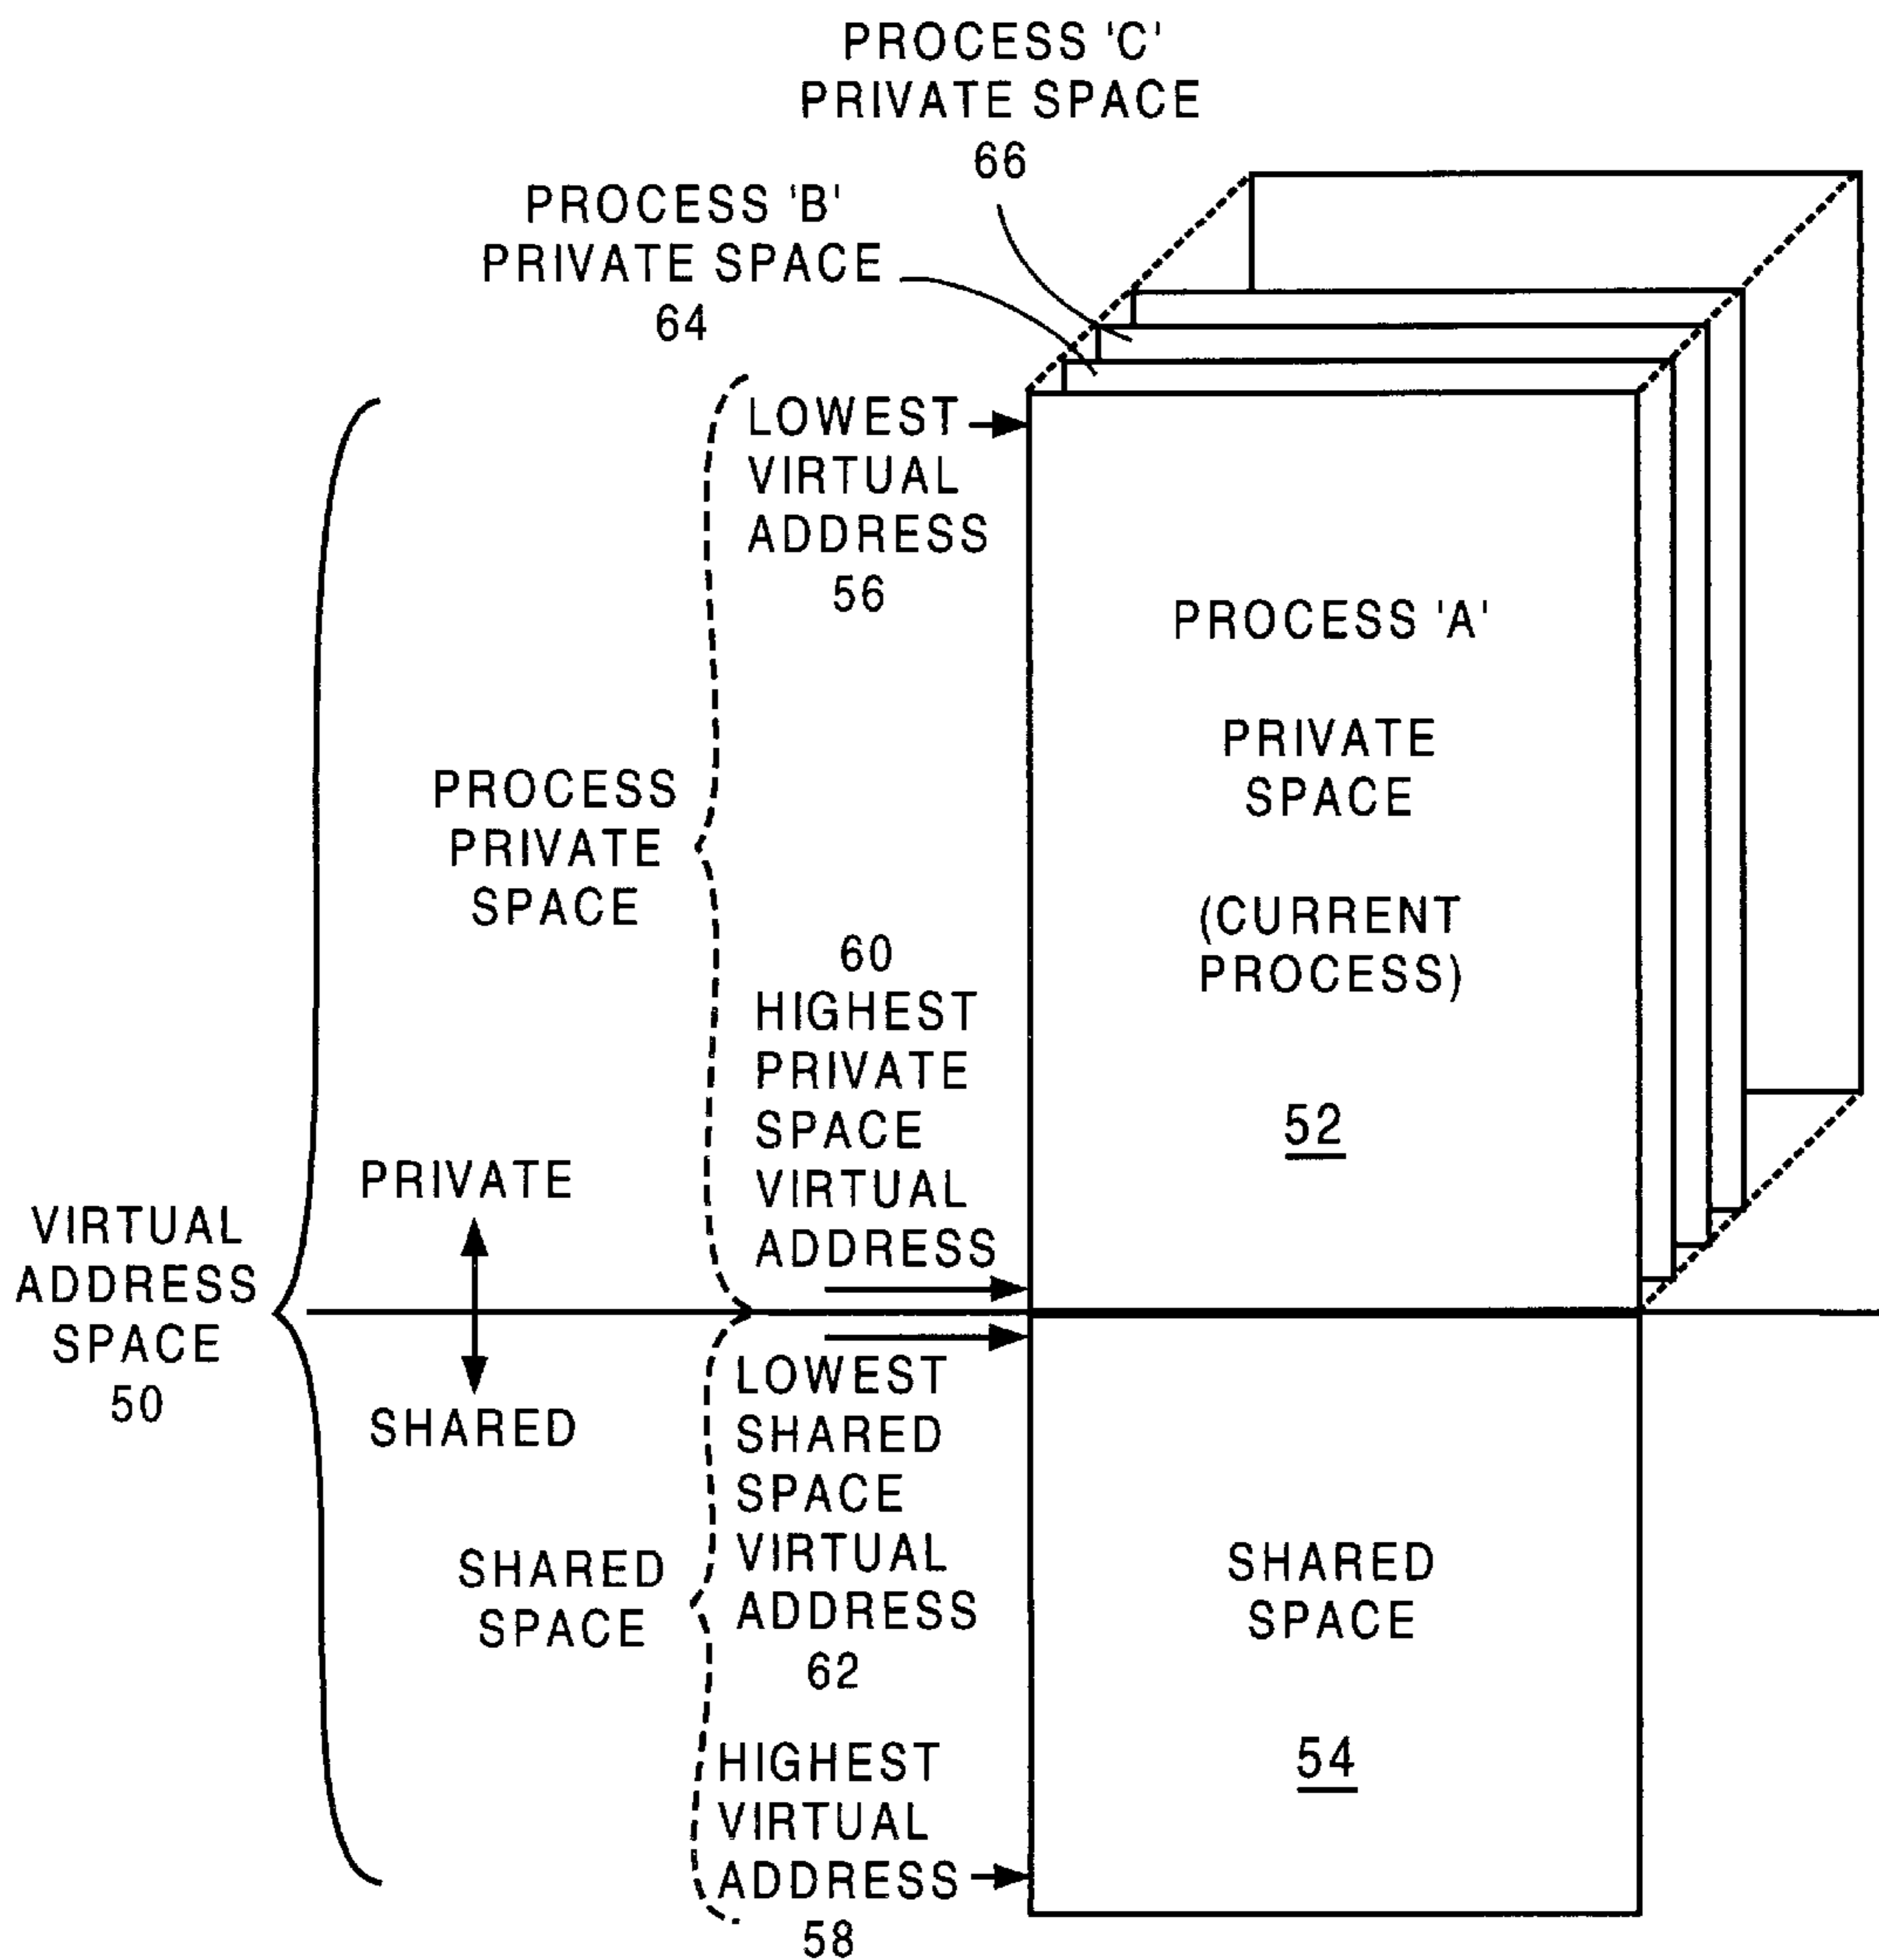 PROCESS 'C'
PRIVATE SPACE
66
PROCESS 'B'
PRIVATE SPACE
64
LOWEST
VIRTUAL
ADDRESS
56
PROCESS 'A'
PRIVATE
SPACE
(CURRENT
PROCESS)
52
PROCESS
PRIVATE
SPACE
60
HIGHEST
PRIVATE
SPACE
VIRTUAL
ADDRESS
PRIVATE
VIRTUAL
ADDRESS
SPACE
50
SHARED
LOWEST
SHARED
SPACE
VIRTUAL
ADDRESS
62
SHARED
SPACE
SHARED
SPACE
54
HIGHEST
VIRTUAL
ADDRESS
58